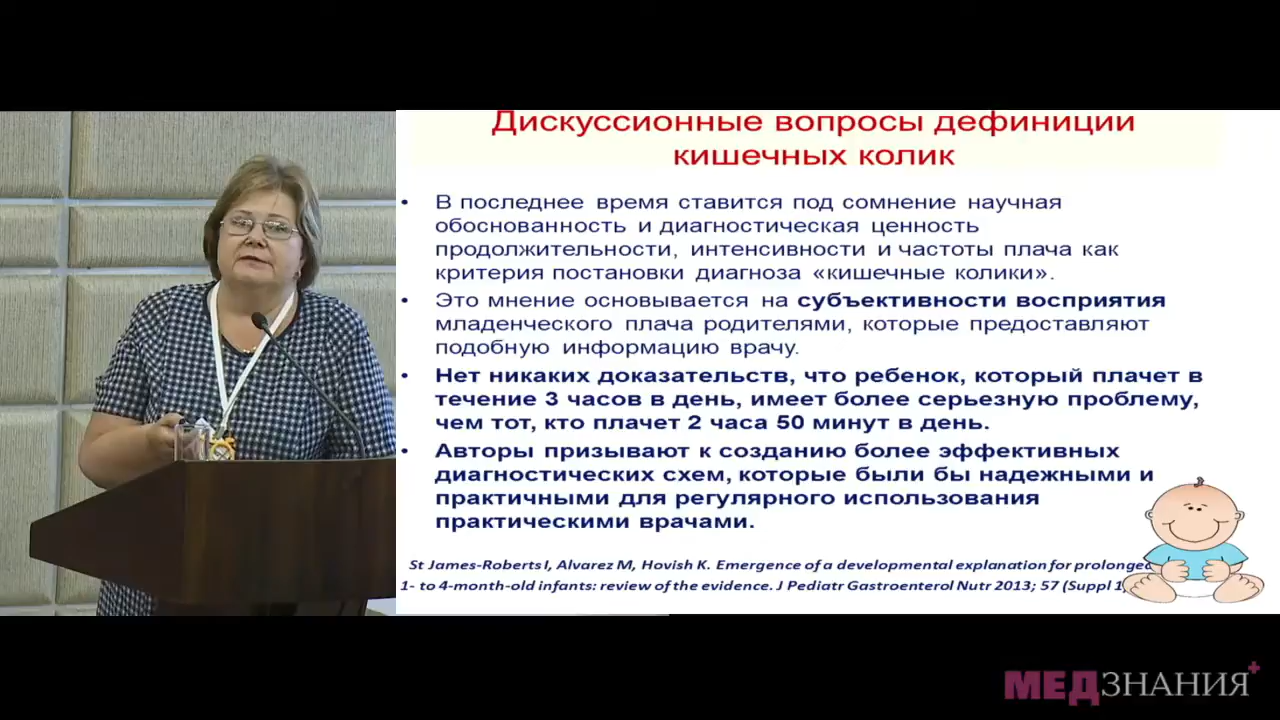 Дискуссионные вопросы дефиниции
кишечных колик
• В последнее время ставится под сомнение научная
обоснованность и диагностическая ценность
продолжительности, интенсивности и частоты плача как
критерия постановки диагноза «кишечные колики».
• Это мнение основывается на субъективности восприятия
младенческого плача родителями, которые предоставляют
подобную информацию врачу.
• Нет никаких доказательств, что ребенок, который плачет в
течение 3 часов в день, имеет более серьезную проблему,
чем тот, кто плачет 2 часа 50 минут в день.
• Авторы призывают к созданию более эффективных
диагностических схем, которые были бы надежными и
практичными для регулярного использования
практическими врачами.
St James-Roberts I, Alvarez M, Hovish K. Emergence of a developmental explanation for prolonged
1- to 4-month-old infants: review of the evidence. J Pediatr Gastroenterol Nutr 2013; 57 (Suppl 1
МЕДЗНАНИЯ+